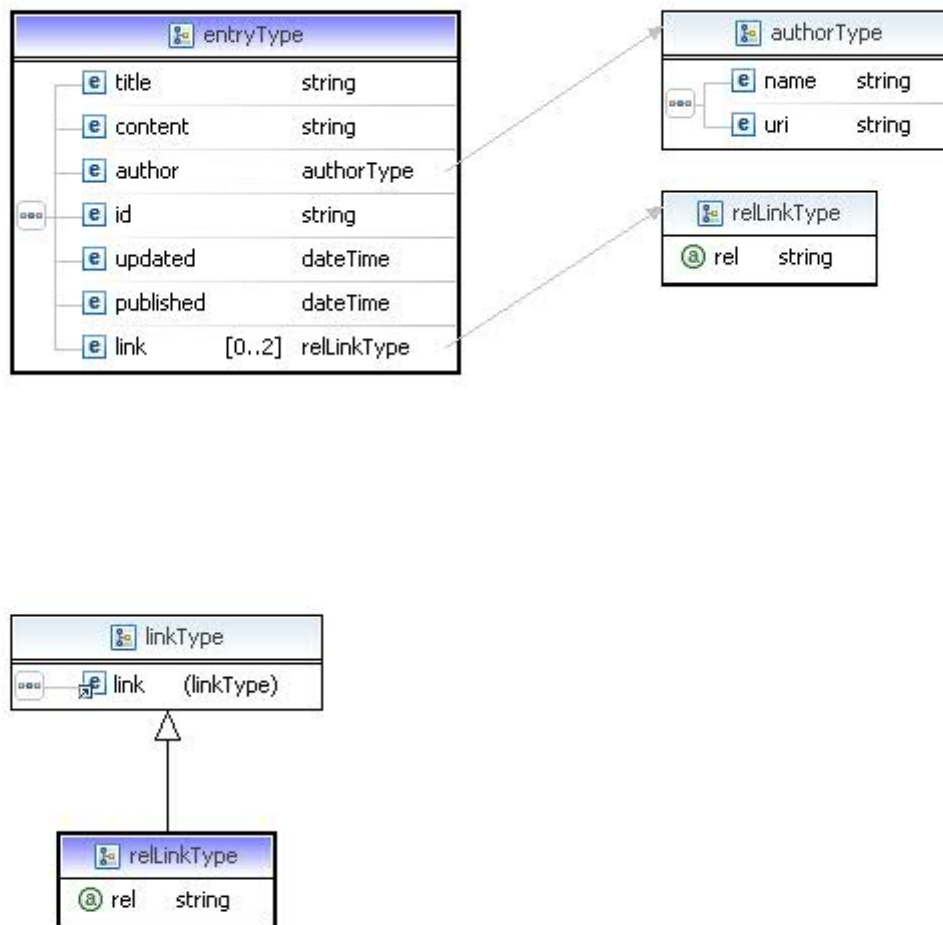 entryType
title string
content string
author authorType
id string
updated dateTime
published dateTime
link [0..2] relLinkType
authorType
name string
uri string
relLinkType
rel string
linkType
link (linkType)
relLinkType
rel string